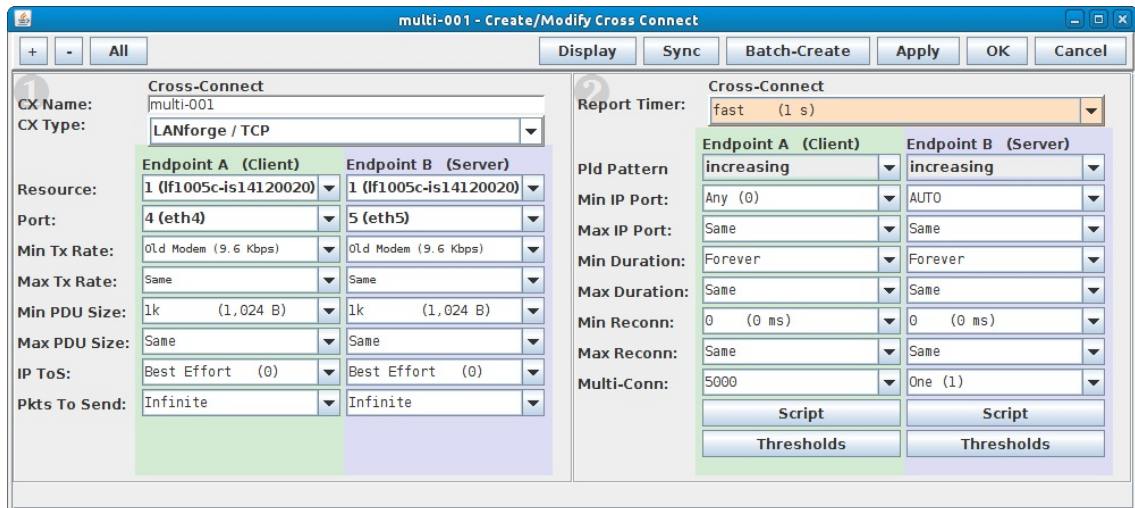 multi-001 - Create/Modify Cross Connect
+ - All Display Sync Batch-Create Apply OK Cancel
1
Cross-Connect
CX Name: multi-001
CX Type: LANforge / TCP
Endpoint A (Client) Endpoint B (Server)
Resource: 1 (lf1005c-is14120020) 1 (lf1005c-is14120020)
Port: 4 (eth4) 5 (eth5)
Min Tx Rate: Old Modem (9.6 Kbps) Old Modem (9.6 Kbps)
Max Tx Rate: Same Same
Min PDU Size: 1k (1,024 B) 1k (1,024 B)
Max PDU Size: Same Same
IP ToS: Best Effort (0) Best Effort (0)
Pkts To Send: Infinite Infinite
2
Cross-Connect
Report Timer: fast (1 s)
Endpoint A (Client) Endpoint B (Server)
Pld Pattern increasing increasing
Min IP Port: Any (0) AUTO
Max IP Port: Same Same
Min Duration: Forever Forever
Max Duration: Same Same
Min Reconn: 0 (0 ms) 0 (0 ms)
Max Reconn: Same Same
Multi-Conn: 5000 One (1)
Script Script
Thresholds Thresholds